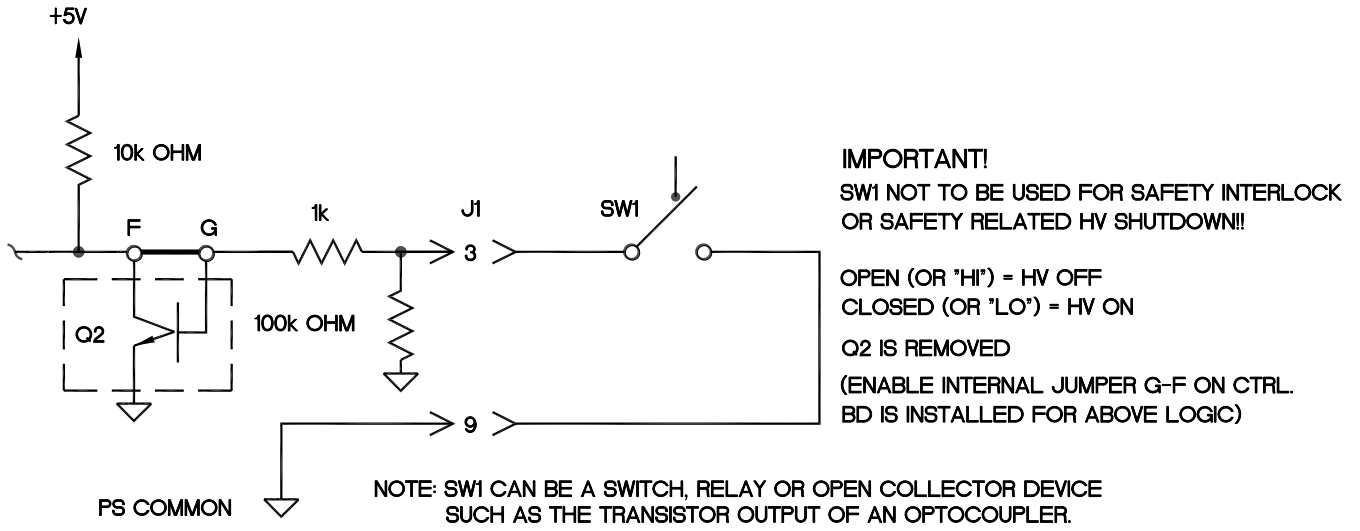 +5V
10k OHM
F
G
1k
J1
SW1
3
Q2
100k OHM
9
PS COMMON
IMPORTANT!
SW1 NOT TO BE USED FOR SAFETY INTERLOCK
OR SAFETY RELATED HV SHUTDOWN!!
OPEN (OR "HI") = HV OFF
CLOSED (OR "LO") = HV ON
Q2 IS REMOVED
(ENABLE INTERNAL JUMPER G-F ON CTRL.
BD IS INSTALLED FOR ABOVE LOGIC)
NOTE: SW1 CAN BE A SWITCH, RELAY OR OPEN COLLECTOR DEVICE
SUCH AS THE TRANSISTOR OUTPUT OF AN OPTOCOUPLER.